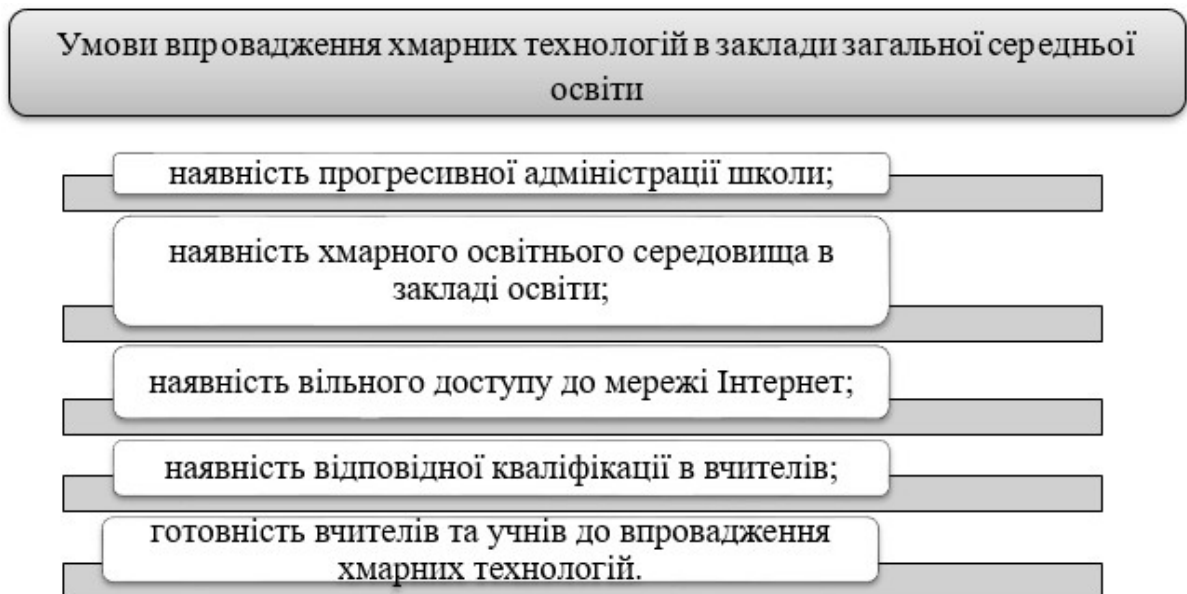 Умови впровадження хмарних технологій в заклади загальної середньої
освіти
наявність прогресивної адміністрації школи;
наявність хмарного освітнього середовища в
закладі освіти;
наявність вільного доступу до мережі Інтернет;
наявність відповідної кваліфікації в вчителів;
готовність вчителів та учнів до впровадження
хмарних технологій.